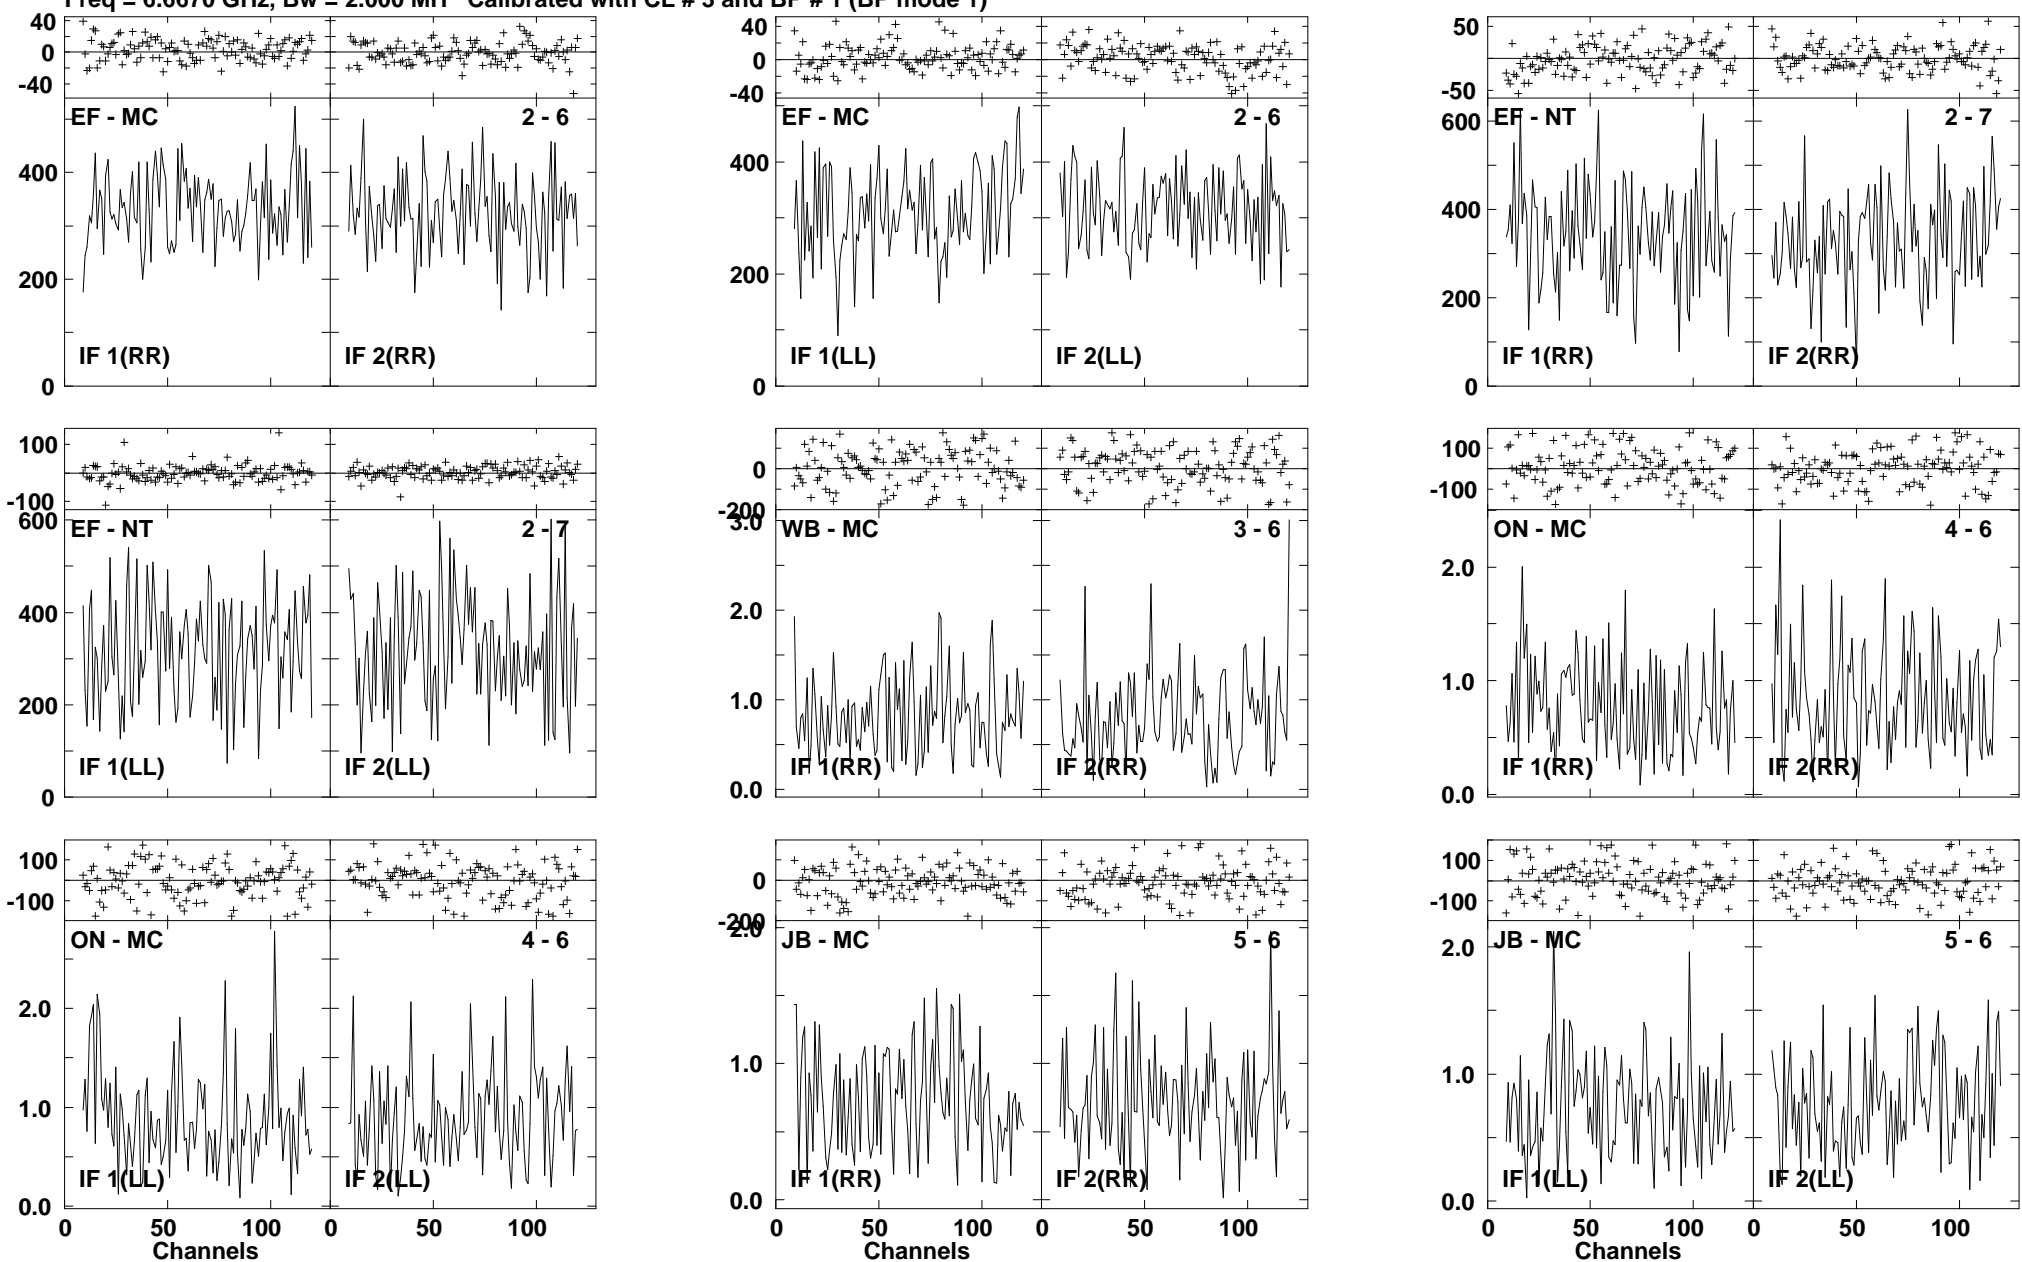 Freq = 6.6670 GHz, Bw = 2.000 MH Calibrated with CL # 3 and BP # 1 (BP mode 1)
40
0
-40
40
0
-40
50
-50
EF - MC
2 - 6
400
200
0
IF 1(RR)
IF 2(RR)
EF - MC
2 - 6
400
200
0
IF 1(LL)
IF 2(LL)
EF - NT
2 - 7
600
400
200
0
IF 1(RR)
IF 2(RR)
100
-100
0
-200
100
-100
EF - NT
2 - 7
600
400
200
0
IF 1(LL)
IF 2(LL)
WB - MC
3 - 6
3.0
2.0
1.0
0.0
IF 1(RR)
IF 2(RR)
ON - MC
4 - 6
2.0
1.0
0.0
IF 1(RR)
IF 2(RR)
100
-100
0
-200
100
-100
ON - MC
4 - 6
2.0
1.0
0.0
IF 1(LL)
IF 2(LL)
JB - MC
5 - 6
2.0
1.0
0.0
IF 1(RR)
IF 2(RR)
JB - MC
5 - 6
2.0
1.0
0.0
IF 1(LL)
IF 2(LL)
0 50 100 0 50 100
Channels
0 50 100 0 50 100
Channels
0 50 100 0 50 100
Channels